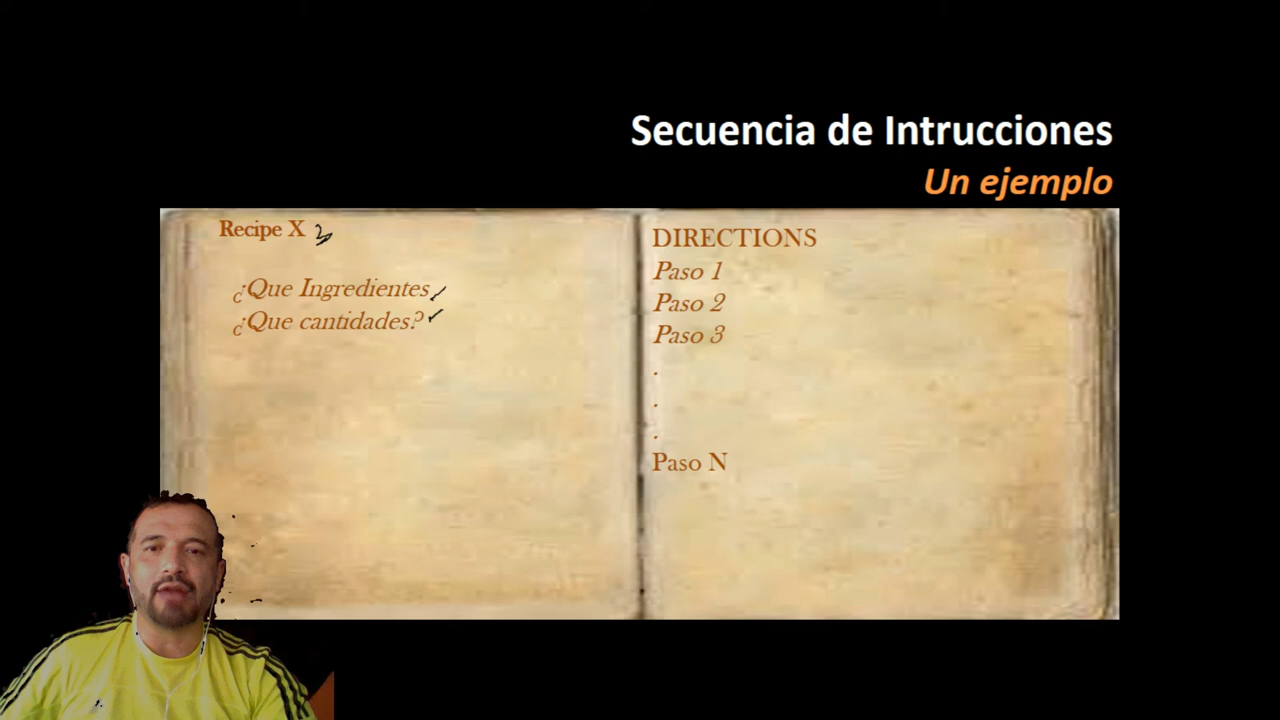 Secuencia de Intrucciones
Un ejemplo
Recipe X
¿Que Ingredientes
¿Que cantidades?
DIRECTIONS
Paso 1
Paso 2
Paso 3
.
.
.
Paso N